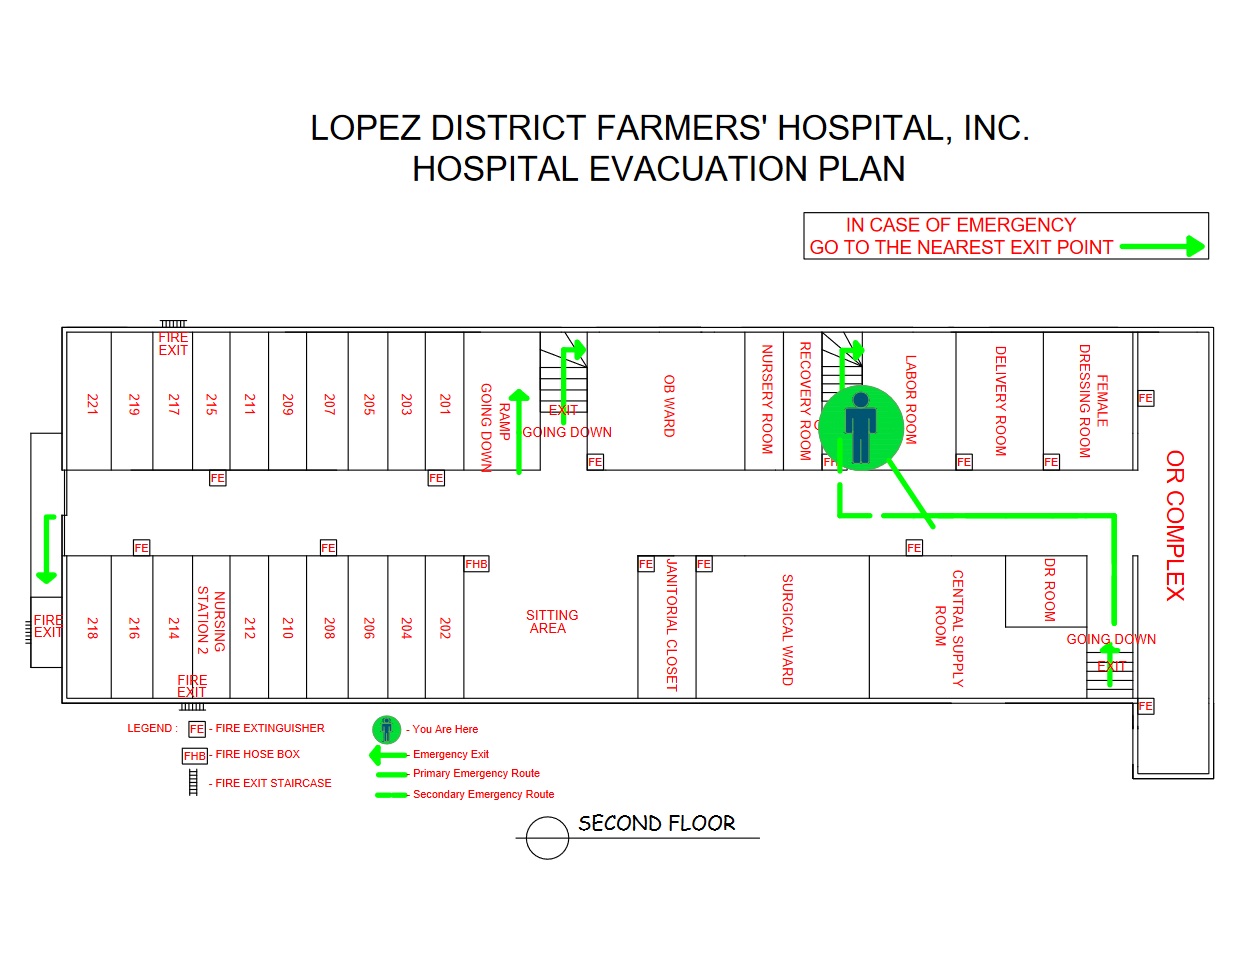 LOPEZ DISTRICT FARMERS' HOSPITAL, INC.
HOSPITAL EVACUATION PLAN
IN CASE OF EMERGENCY
GO TO THE NEAREST EXIT POINT
FIRE
EXIT
221
219
217
215
211
209
207
205
203
201
RAMP
GOING DOWN
EXIT
GOING DOWN
OB WARD
NURSERY ROOM
RECOVERY ROOM
LABOR ROOM
DELIVERY ROOM
FEMALE
DRESSING ROOM
FE
FE
FE
FE
FE
FE
OR COMPLEX
FE
FE
FE
FHB
FE
FE
FIRE
EXIT
218
216
214
NURSING
STATION 2
212
210
208
206
204
202
SITTING
AREA
JANITORIAL CLOSET
SURGICAL WARD
CENTRAL SUPPLY
ROOM
DR ROOM
GOING DOWN
EXIT
FIRE
EXIT
FE
LEGEND :
FE - FIRE EXTINGUISHER
FHB - FIRE HOSE BOX
- FIRE EXIT STAIRCASE
- You Are Here
- Emergency Exit
- Primary Emergency Route
- Secondary Emergency Route
SECOND FLOOR